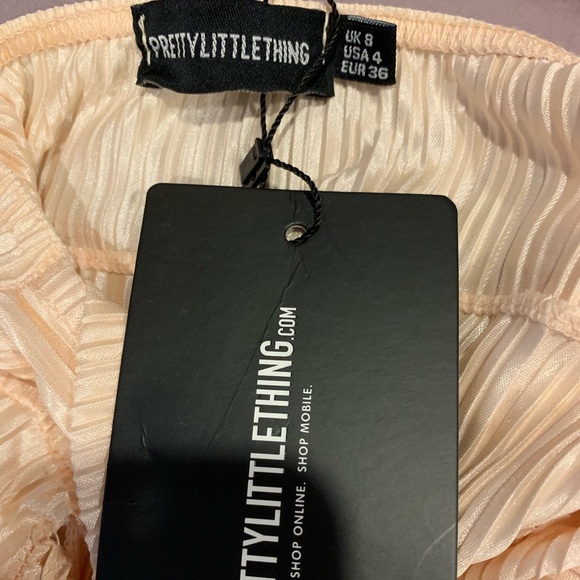 PRETTYLITTLETHING
UK 8
USA 4
EUR 36
TTYLITTLETHING.COM
SHOP ONLINE. SHOP MOBILE.